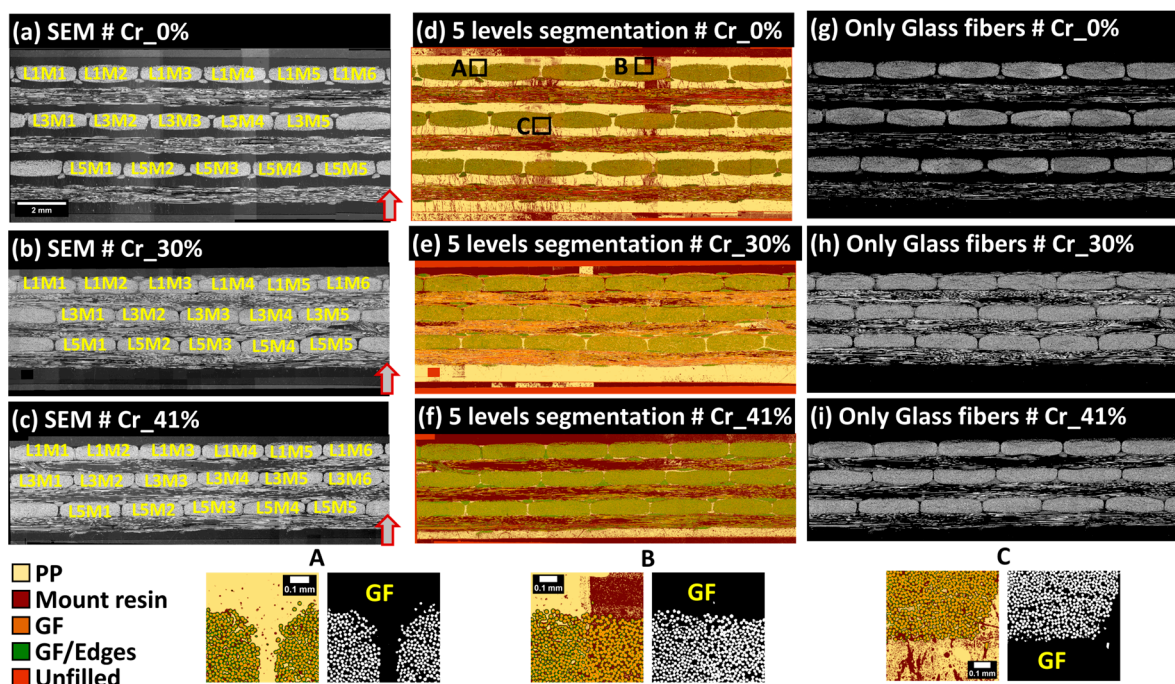 (a) SEM # Cr_0%
L1M1 L1M2 L1M3 L1M4 L1M5 L1M6
L3M1 L3M2 L3M3 L3M4 L3M5
L5M1 L5M2 L5M3 L5M4 L5M5
2 mm
(d) 5 levels segmentation # Cr_0%
A
B
C
(g) Only Glass fibers # Cr_0%
(b) SEM # Cr_30%
L1M1 L1M2 L1M3 L1M4 L1M5 L1M6
L3M1 L3M2 L3M3 L3M4 L3M5
L5M1 L5M2 L5M3 L5M4 L5M5
(e) 5 levels segmentation # Cr_30%
(h) Only Glass fibers # Cr_30%
(c) SEM # Cr_41%
L1M1 L1M2 L1M3 L1M4 L1M5 L1M6
L3M1 L3M2 L3M3 L3M4 L3M5 L3M6
L5M1 L5M2 L5M3 L5M4 L5M5
(f) 5 levels segmentation # Cr_41%
(i) Only Glass fibers # Cr_41%
PP
Mount resin
GF
GF/Edges
Unfilled
A
0.1 mm
GF
B
0.1 mm
GF
C
0.1 mm
GF